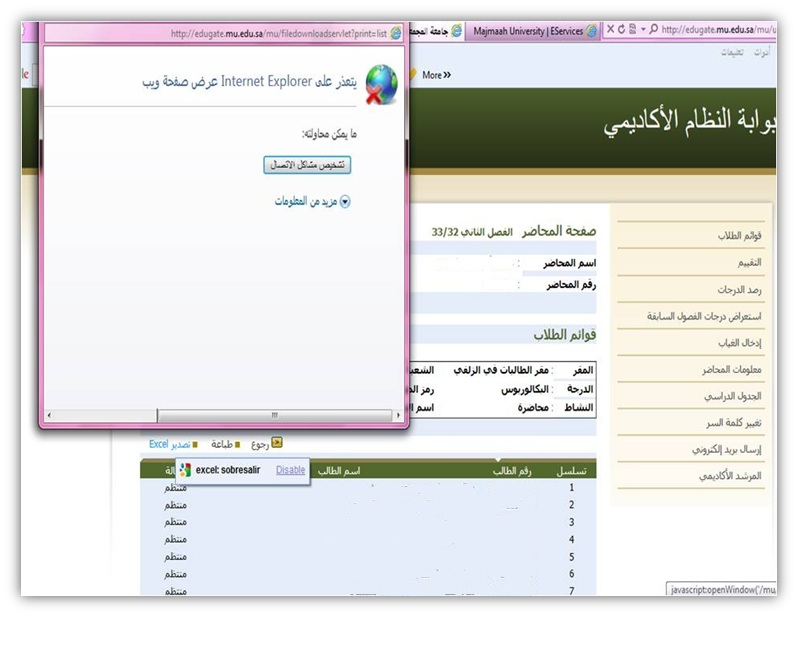 http://edugate.mu.edu.sa/mu/filedownloadservlet?print=list
جامعة المجمعة
Majmaah University | EServices
http://edugate.mu.edu.sa/mu/u
أدوات تعليمات
More »
يتعذر على Internet Explorer عرض صفحة ويب
ما يمكن محاولته:
تشخيص مشاكل الاتصال
مزيد من المعلومات
بوابة النظام الأكاديمي
قوائم الطلاب
التقييم
رصد الدرجات
استعراض درجات الفصول السابقة
إدخال الغياب
معلومات المحاضر
الجدول الدراسي
تغيير كلمة السر
إرسال بريد إلكتروني
المرشد الأكاديمي
صفحة المحاضر الفصل الثاني 33/32
اسم المحاضر :
رقم المحاضر :
قوائم الطلاب
المقر : مقر الطالبات في الزلفي الشعب
الدرجة : البكالوريوس رمز ال
النشاط : محاضرة اسم ا
رجوع طباعة تصدير Excel
excel: sobresalir Disable
تسلسل رقم الطالب اسم الطالب الة
1 منتظم
2 منتظم
3 منتظم
4 منتظم
5 منتظم
6 منتظم
7 منتظم
javascript:openWindow('/mu